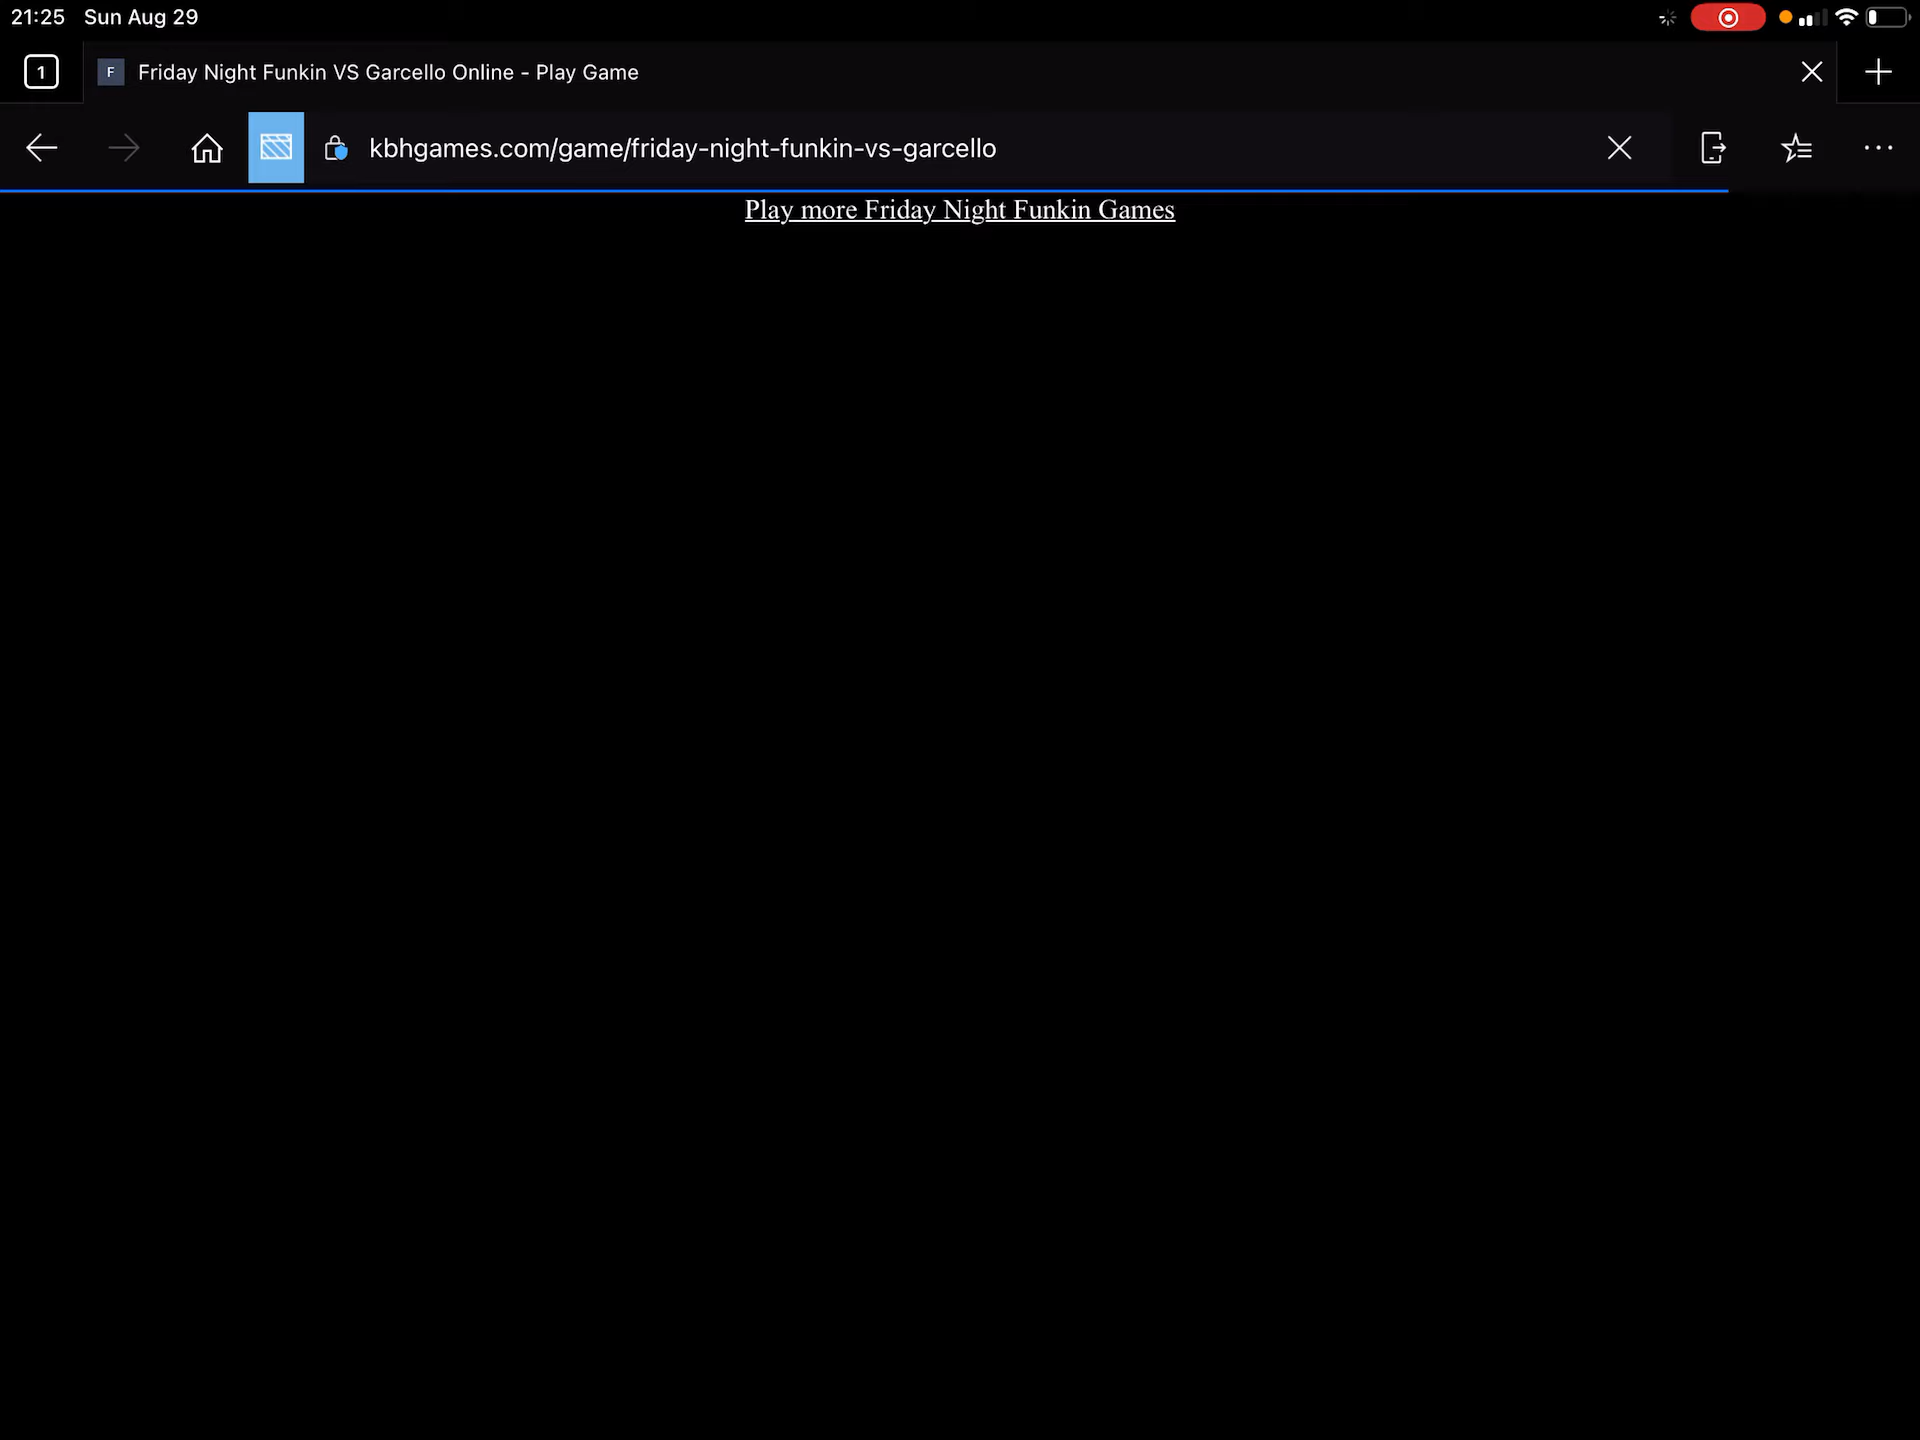 21:25 Sun Aug 29
1
F Friday Night Funkin VS Garcello Online - Play Game
kbhgames.com/game/friday-night-funkin-vs-garcello
Play more Friday Night Funkin Games